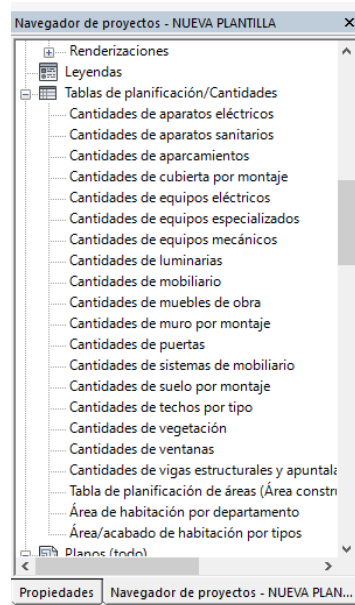 Navegador de proyectos - NUEVA PLANTILLA
Renderizaciones
Leyendas
Tablas de planificación/Cantidades
Cantidades de aparatos eléctricos
Cantidades de aparatos sanitarios
Cantidades de aparcamientos
Cantidades de cubierta por montaje
Cantidades de equipos eléctricos
Cantidades de equipos especializados
Cantidades de equipos mecánicos
Cantidades de luminarias
Cantidades de mobiliario
Cantidades de muebles de obra
Cantidades de muro por montaje
Cantidades de puertas
Cantidades de sistemas de mobiliario
Cantidades de suelo por montaje
Cantidades de techos por tipo
Cantidades de vegetación
Cantidades de ventanas
Cantidades de vigas estructurales y apuntala
Tabla de planificación de áreas (Área constru
Área de habitación por departamento
Área/acabado de habitación por tipos
Planos (todo)
Propiedades Navegador de proyectos - NUEVA PLAN...